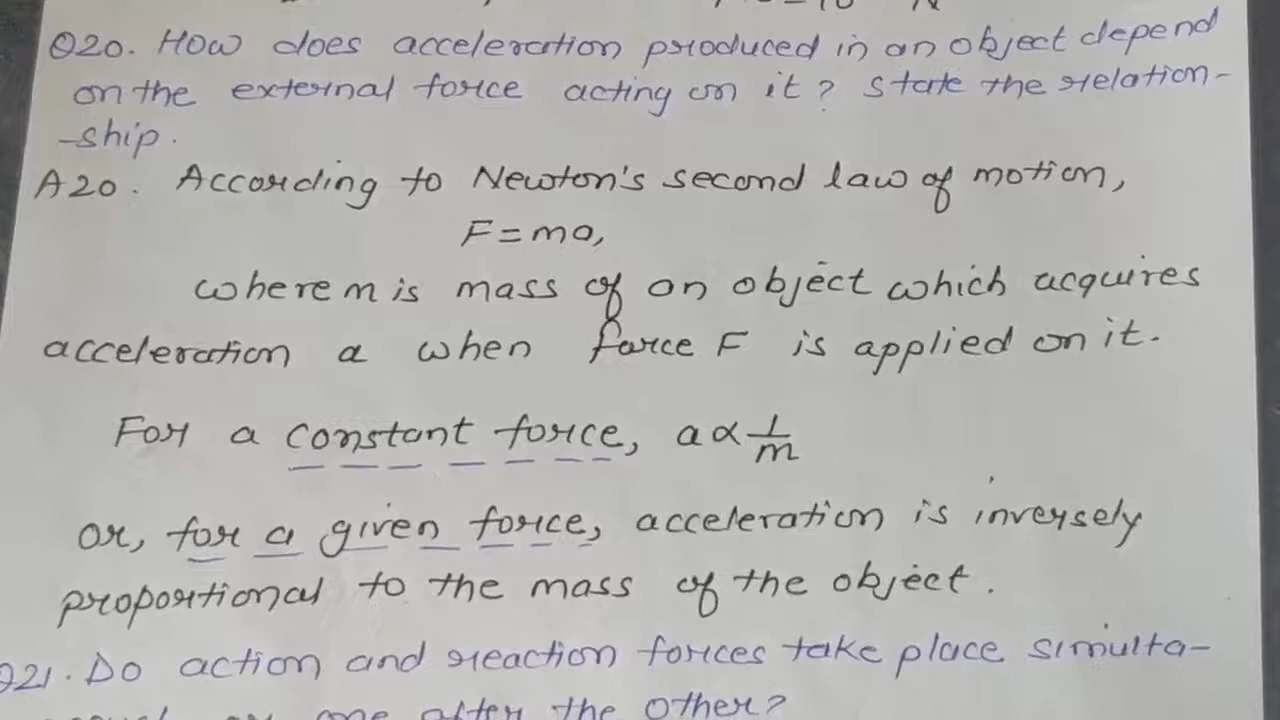 Q20. How does acceleration produced in an object depend
on the external force acting on it? State the relation-
-ship.
A20. According to Newton's second law of motion,
F = ma,
where m is mass of an object which acquires
acceleration a when force F is applied on it.
For a constant force, a ∝ 1/m
or, for a given force, acceleration is inversely
proportional to the mass of the object.
Q21. Do action and reaction forces take place simulta-
or one after the other?